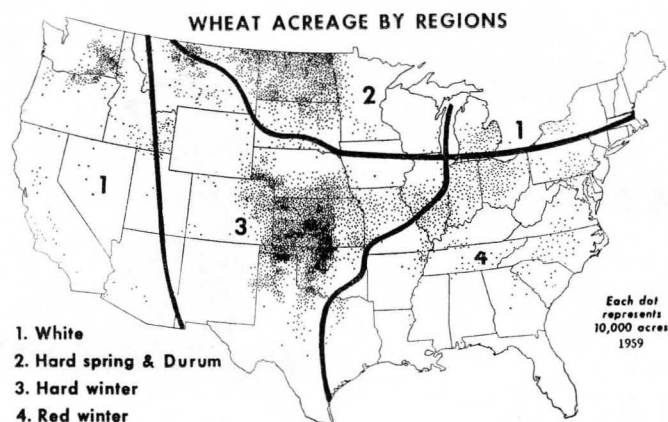 WHEAT ACREAGE BY REGIONS
2
1
1
3
4
Each dot
represents
10,000 acres
1959
1. White
2. Hard spring & Durum
3. Hard winter
4. Red winter